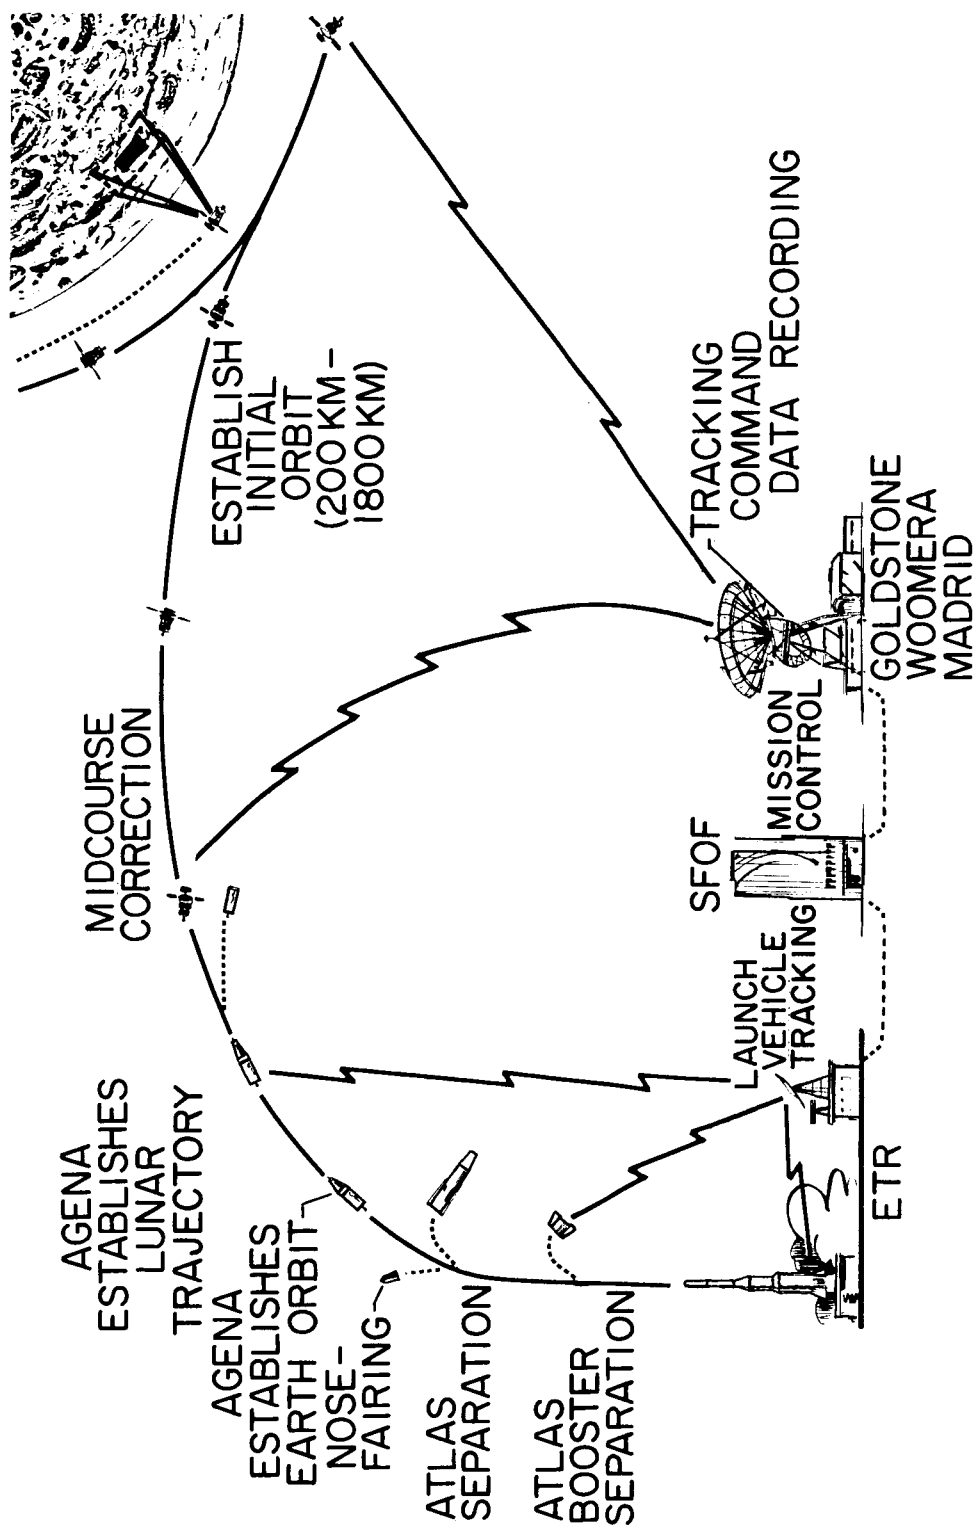 AGENA
ESTABLISHES
LUNAR
TRAJECTORY
AGENA
ESTABLISHES
EARTH ORBIT
NOSE-
FAIRING
ATLAS
SEPARATION
ATLAS
BOOSTER
SEPARATION
MIDCOURSE
CORRECTION
ESTABLISH
INITIAL
ORBIT
(200 KM-
1800 KM)
LAUNCH
VEHICLE
TRACKING
ETR
SFOF
MISSION
CONTROL
TRACKING
COMMAND
DATA RECORDING
GOLDSTONE
WOOMERA
MADRID